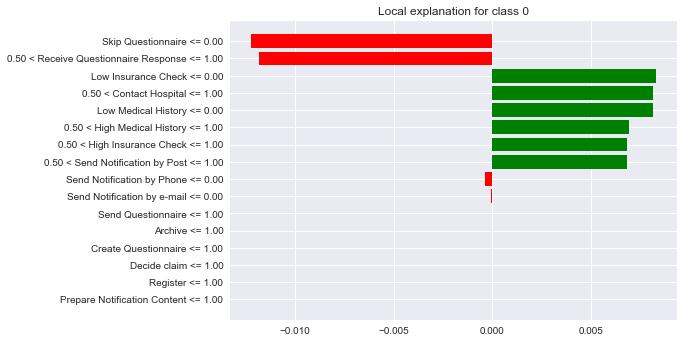 Local explanation for class 0
Skip Questionnaire <= 0.00
0.50 < Receive Questionnaire Response <= 1.00
Low Insurance Check <= 0.00
0.50 < Contact Hospital <= 1.00
Low Medical History <= 0.00
0.50 < High Medical History <= 1.00
0.50 < High Insurance Check <= 1.00
0.50 < Send Notification by Post <= 1.00
Send Notification by Phone <= 0.00
Send Notification by e-mail <= 0.00
Send Questionnaire <= 1.00
Archive <= 1.00
Create Questionnaire <= 1.00
Decide claim <= 1.00
Register <= 1.00
Prepare Notification Content <= 1.00
−0.010 −0.005 0.000 0.005